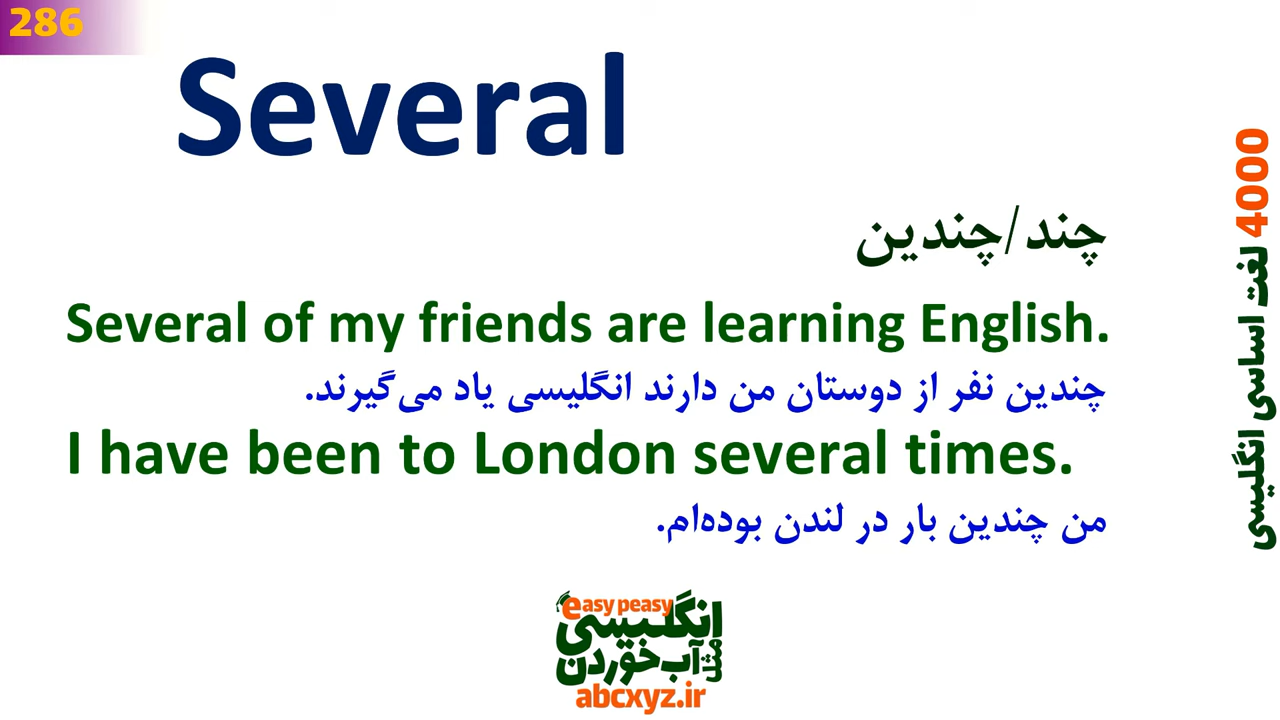 286
Several
چند/چندین
Several of my friends are learning English.
چندین نفر از دوستان من دارند انگلیسی یاد می‌گیرند.
I have been to London several times.
من چندین بار در لندن بوده‌ام.
4000 لغت اساسی انگلیسی
easy peasy
انگلیسی
مثل آب خوردن
abcxyz.ir